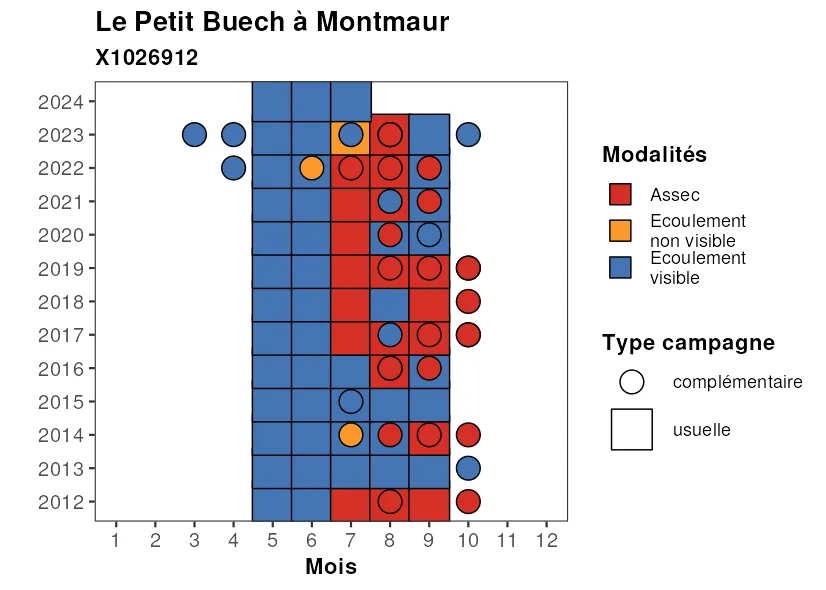 Le Petit Buech à Montmaur
X1026912
2024
2023
2022
2021
2020
2019
2018
2017
2016
2015
2014
2013
2012
1 2 3 4 5 6 7 8 9 10 11 12
Mois
Modalités
Assec
Ecoulement
non visible
Ecoulement
visible
Type campagne
complémentaire
usuelle